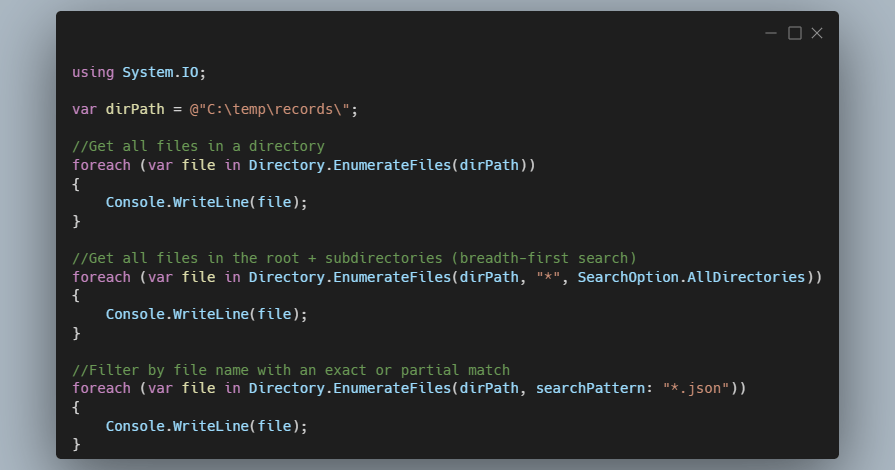 using System.IO;
var dirPath = @"C:\temp\records\";
//Get all files in a directory
foreach (var file in Directory.EnumerateFiles(dirPath))
{
    Console.WriteLine(file);
}
//Get all files in the root + subdirectories (breadth-first search)
foreach (var file in Directory.EnumerateFiles(dirPath, "*", SearchOption.AllDirectories))
{
    Console.WriteLine(file);
}
//Filter by file name with an exact or partial match
foreach (var file in Directory.EnumerateFiles(dirPath, searchPattern: "*.json"))
{
    Console.WriteLine(file);
}